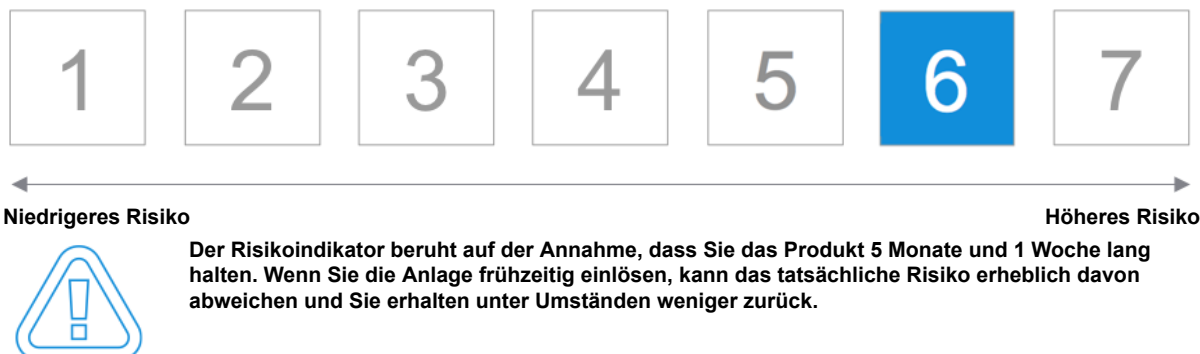 1 2 3 4 5 6 7
Niedrigeres Risiko Höheres Risiko
Der Risikoindikator beruht auf der Annahme, dass Sie das Produkt 5 Monate und 1 Woche lang
halten. Wenn Sie die Anlage frühzeitig einlösen, kann das tatsächliche Risiko erheblich davon
abweichen und Sie erhalten unter Umständen weniger zurück.